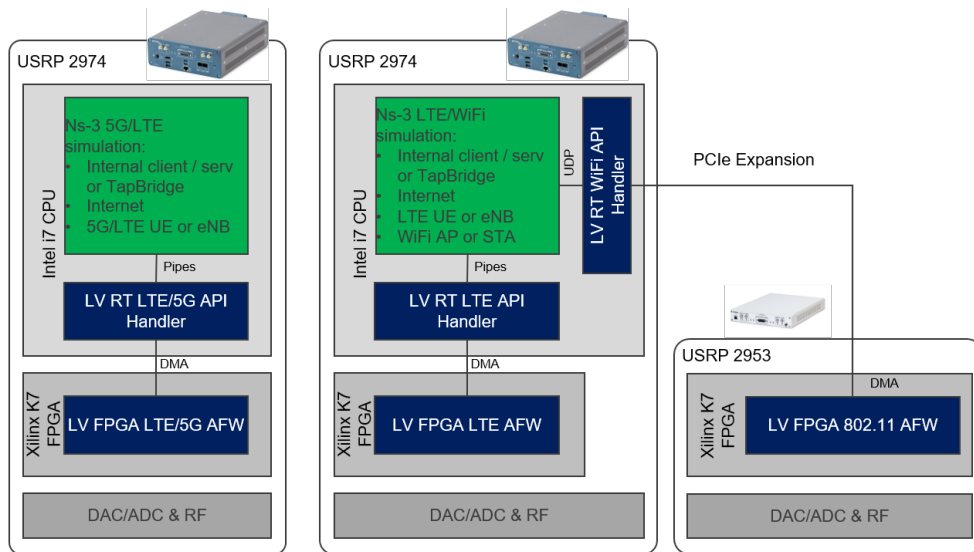 USRP 2974
Intel i7 CPU
Ns-3 5G/LTE
simulation:
• Internal client / serv
or TapBridge
• Internet
• 5G/LTE UE or eNB
Pipes
LV RT LTE/5G API
Handler
DMA
Xilinx K7
FPGA
LV FPGA LTE/5G AFW
DAC/ADC & RF
USRP 2974
Intel i7 CPU
Ns-3 LTE/WiFi
simulation:
• Internal client / serv
or TapBridge
• Internet
• LTE UE or eNB
• WiFi AP or STA
UDP
LV RT WiFi API
Handler
Pipes
LV RT LTE API
Handler
DMA
Xilinx K7
FPGA
LV FPGA LTE AFW
DAC/ADC & RF
PCIe Expansion
USRP 2953
DMA
Xilinx K7
FPGA
LV FPGA 802.11 AFW
DAC/ADC & RF